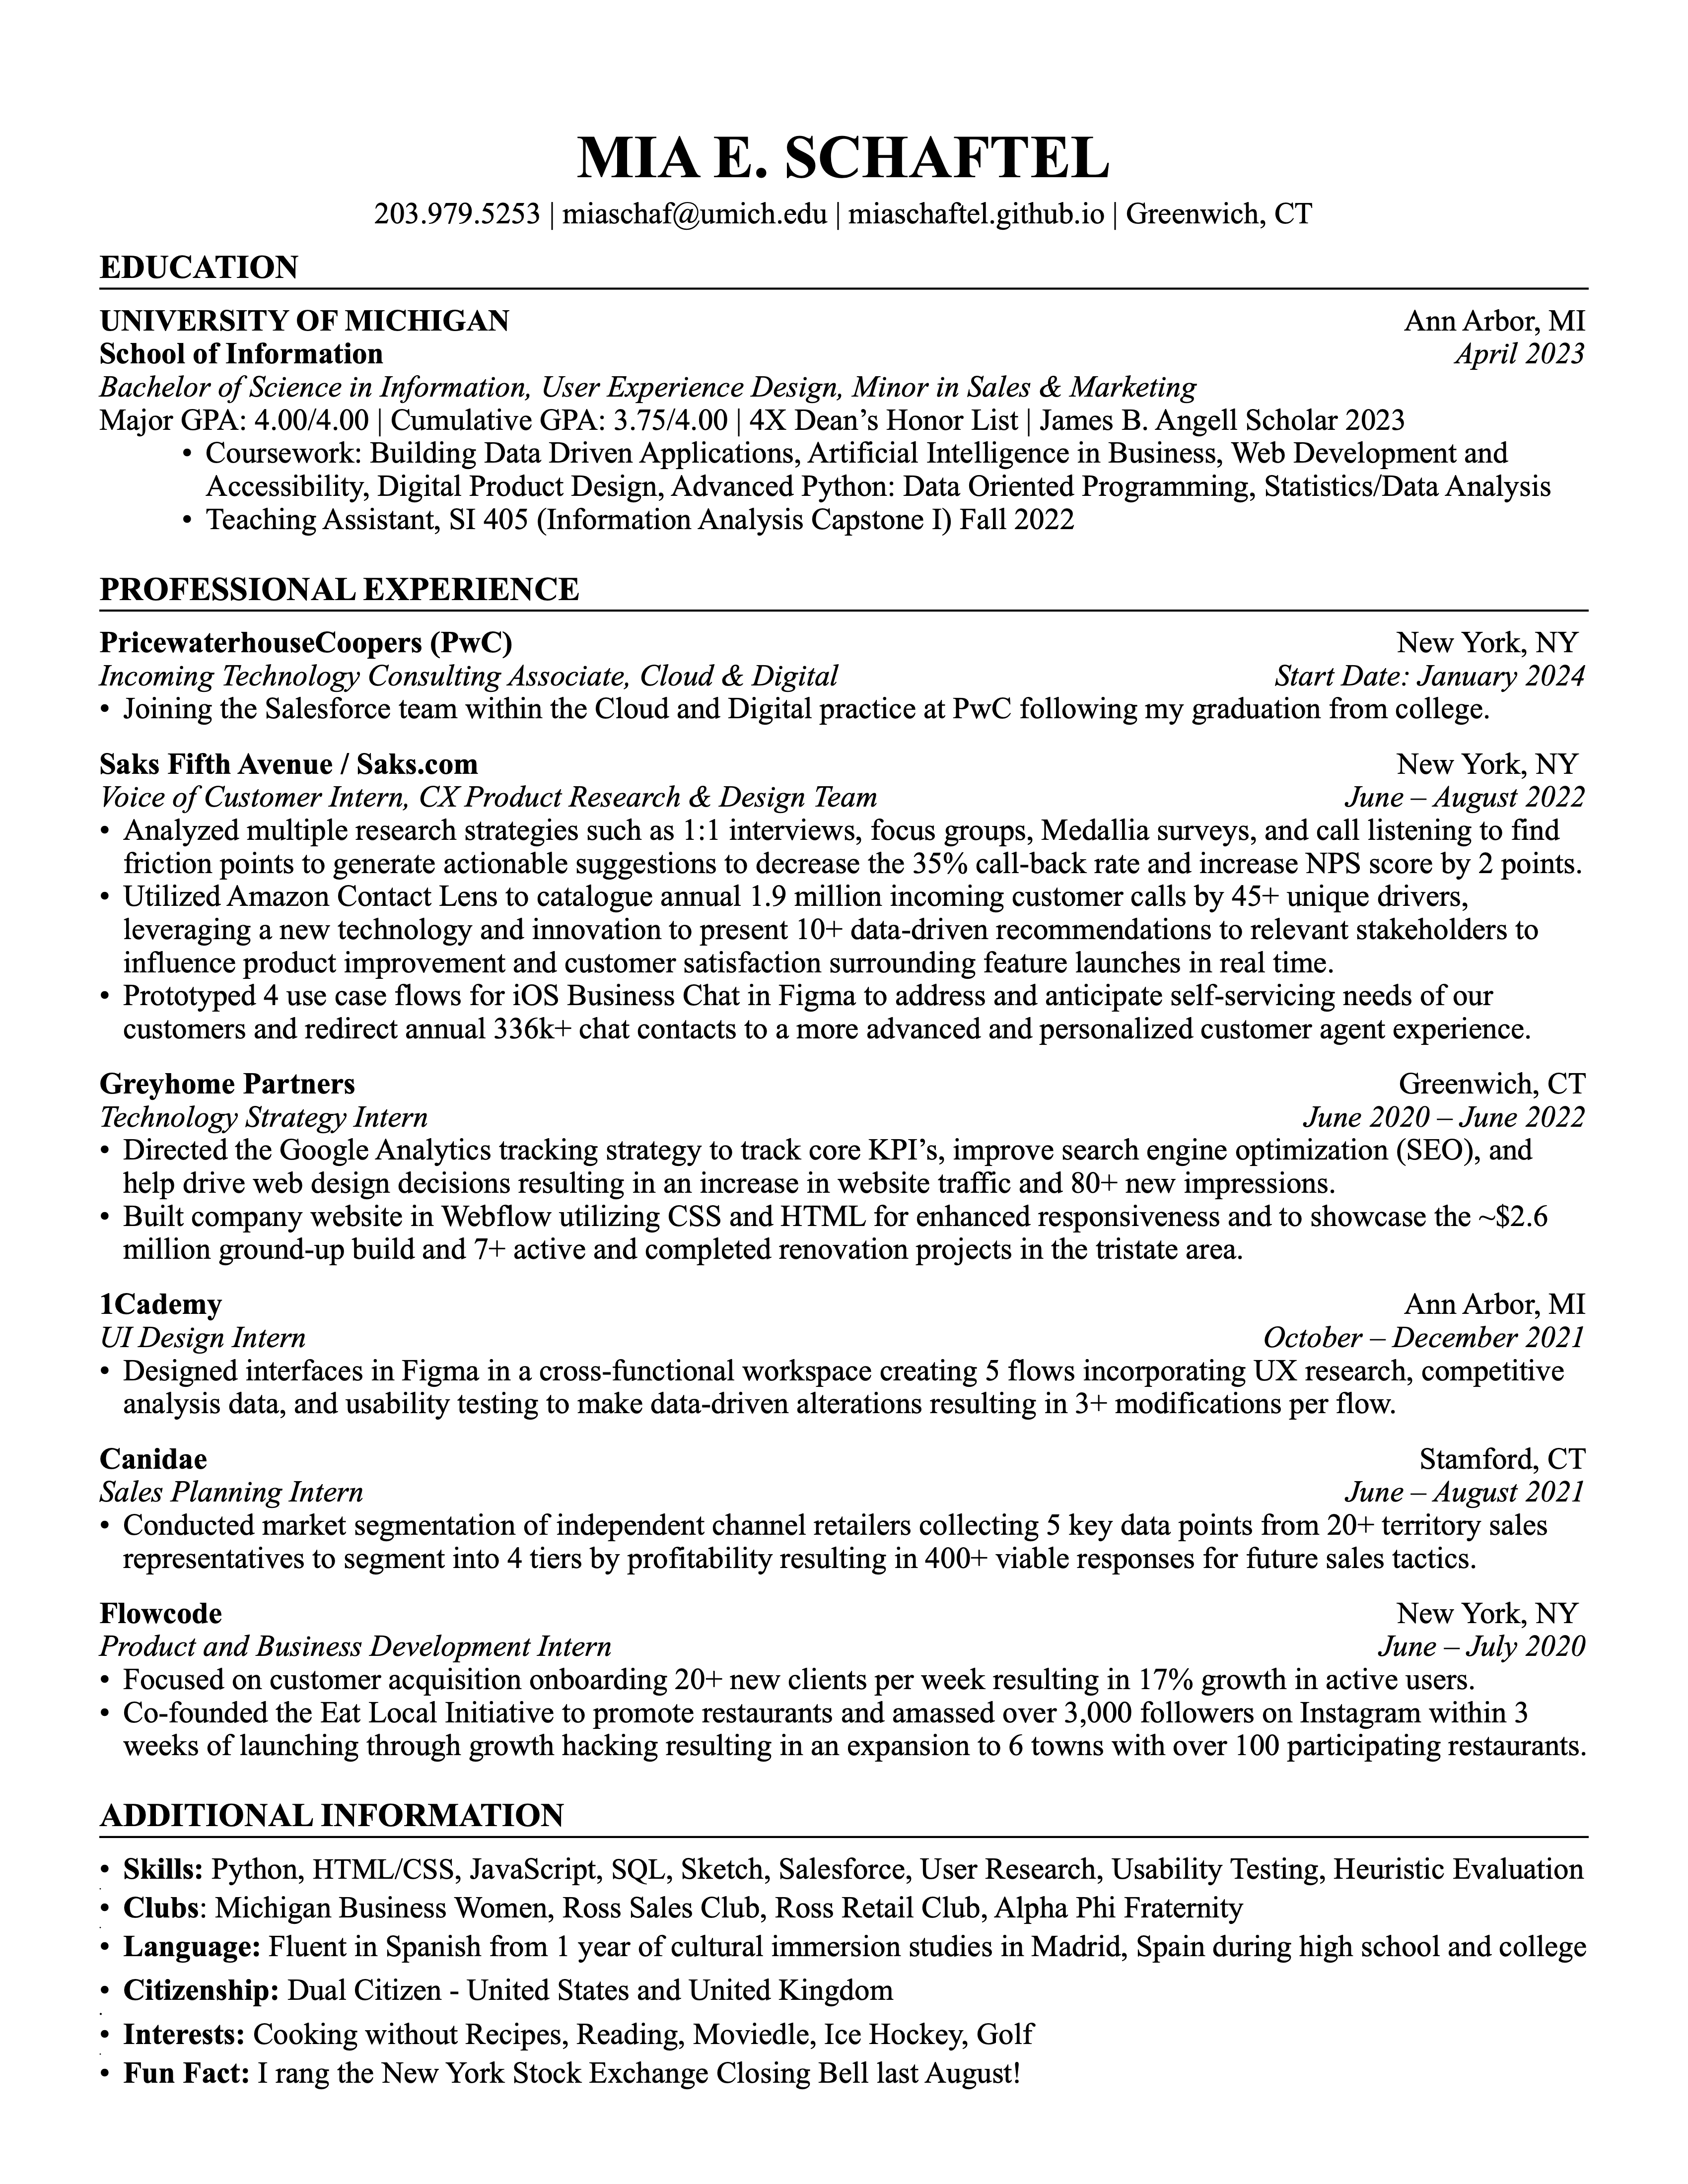 MIA E. SCHAFTEL
203.979.5253 | miaschaf@umich.edu | miaschaftel.github.io | Greenwich, CT
EDUCATION
UNIVERSITY OF MICHIGAN Ann Arbor, MI
School of Information April 2023
Bachelor of Science in Information, User Experience Design, Minor in Sales & Marketing
Major GPA: 4.00/4.00 | Cumulative GPA: 3.75/4.00 | 4X Dean’s Honor List | James B. Angell Scholar 2023
• Coursework: Building Data Driven Applications, Artificial Intelligence in Business, Web Development and
Accessibility, Digital Product Design, Advanced Python: Data Oriented Programming, Statistics/Data Analysis
• Teaching Assistant, SI 405 (Information Analysis Capstone I) Fall 2022
PROFESSIONAL EXPERIENCE
PricewaterhouseCoopers (PwC) New York, NY
Incoming Technology Consulting Associate, Cloud & Digital Start Date: January 2024
• Joining the Salesforce team within the Cloud and Digital practice at PwC following my graduation from college.
Saks Fifth Avenue / Saks.com New York, NY
Voice of Customer Intern, CX Product Research & Design Team June – August 2022
• Analyzed multiple research strategies such as 1:1 interviews, focus groups, Medallia surveys, and call listening to find
friction points to generate actionable suggestions to decrease the 35% call-back rate and increase NPS score by 2 points.
• Utilized Amazon Contact Lens to catalogue annual 1.9 million incoming customer calls by 45+ unique drivers,
leveraging a new technology and innovation to present 10+ data-driven recommendations to relevant stakeholders to
influence product improvement and customer satisfaction surrounding feature launches in real time.
• Prototyped 4 use case flows for iOS Business Chat in Figma to address and anticipate self-servicing needs of our
customers and redirect annual 336k+ chat contacts to a more advanced and personalized customer agent experience.
Greyhome Partners Greenwich, CT
Technology Strategy Intern June 2020 – June 2022
• Directed the Google Analytics tracking strategy to track core KPI’s, improve search engine optimization (SEO), and
help drive web design decisions resulting in an increase in website traffic and 80+ new impressions.
• Built company website in Webflow utilizing CSS and HTML for enhanced responsiveness and to showcase the ~$2.6
million ground-up build and 7+ active and completed renovation projects in the tristate area.
1Cademy Ann Arbor, MI
UI Design Intern October – December 2021
• Designed interfaces in Figma in a cross-functional workspace creating 5 flows incorporating UX research, competitive
analysis data, and usability testing to make data-driven alterations resulting in 3+ modifications per flow.
Canidae Stamford, CT
Sales Planning Intern June – August 2021
• Conducted market segmentation of independent channel retailers collecting 5 key data points from 20+ territory sales
representatives to segment into 4 tiers by profitability resulting in 400+ viable responses for future sales tactics.
Flowcode New York, NY
Product and Business Development Intern June – July 2020
• Focused on customer acquisition onboarding 20+ new clients per week resulting in 17% growth in active users.
• Co-founded the Eat Local Initiative to promote restaurants and amassed over 3,000 followers on Instagram within 3
weeks of launching through growth hacking resulting in an expansion to 6 towns with over 100 participating restaurants.
ADDITIONAL INFORMATION
• Skills: Python, HTML/CSS, JavaScript, SQL, Sketch, Salesforce, User Research, Usability Testing, Heuristic Evaluation
• Clubs: Michigan Business Women, Ross Sales Club, Ross Retail Club, Alpha Phi Fraternity
• Language: Fluent in Spanish from 1 year of cultural immersion studies in Madrid, Spain during high school and college
• Citizenship: Dual Citizen - United States and United Kingdom
• Interests: Cooking without Recipes, Reading, Moviedle, Ice Hockey, Golf
• Fun Fact: I rang the New York Stock Exchange Closing Bell last August!